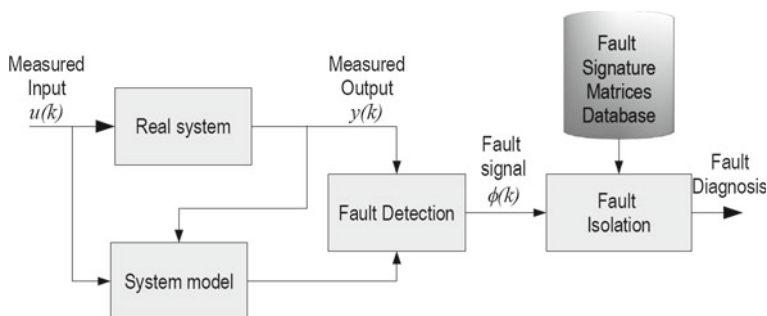 Measured
Input
u(k)
Real system
Measured
Output
y(k)
Fault
Signature
Matrices
Database
Fault
signal
ϕ(k)
Fault Detection
Fault
Isolation
Fault
Diagnosis
System model